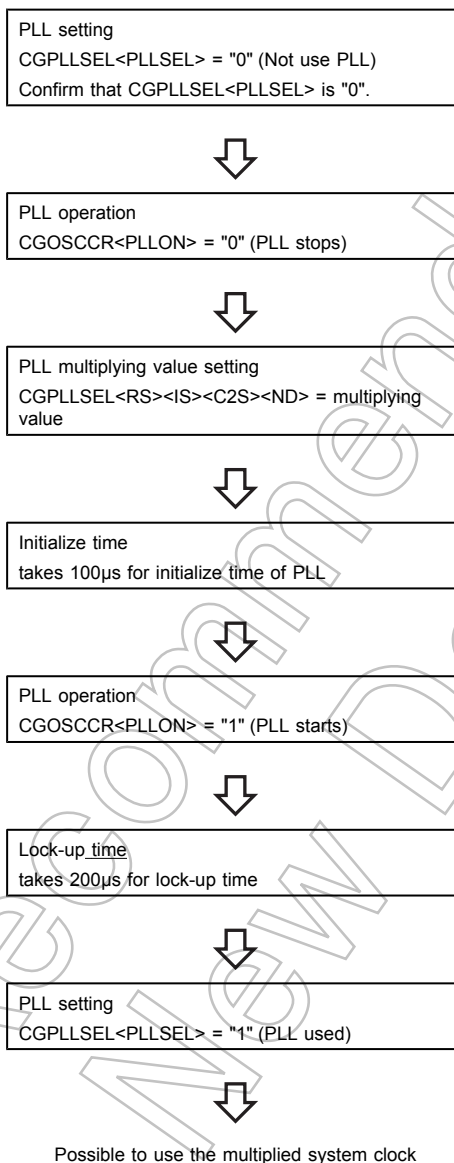 PLL setting
CGPLLSEL<PLLSEL> = "0" (Not use PLL)
Confirm that CGPLLSEL<PLLSEL> is "0".
PLL operation
CGOSCCR<PLLON> = "0" (PLL stops)
PLL multiplying value setting
CGPLLSEL<RS><IS><C2S><ND> = multiplying
value
Initialize time
takes 100μs for initialize time of PLL
PLL operation
CGOSCCR<PLLON> = "1" (PLL starts)
Lock-up time
takes 200μs for lock-up time
PLL setting
CGPLLSEL<PLLSEL> = "1" (PLL used)
Possible to use the multiplied system clock